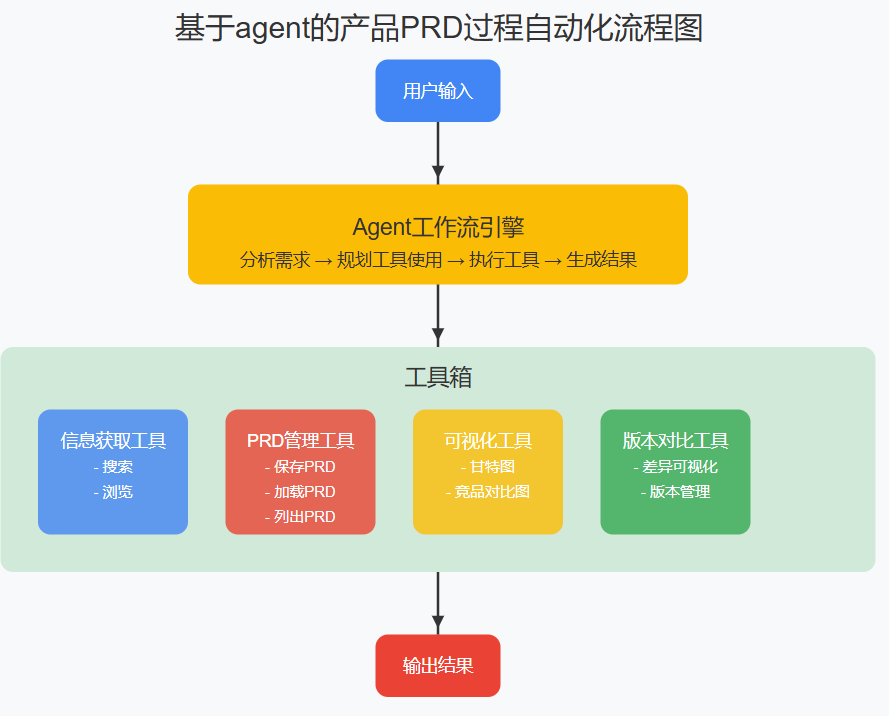 基于agent的产品PRD过程自动化流程图
用户输入
Agent工作流引擎
分析需求 → 规划工具使用 → 执行工具 → 生成结果
工具箱
信息获取工具
- 搜索
- 浏览
PRD管理工具
- 保存PRD
- 加载PRD
- 列出PRD
可视化工具
- 甘特图
- 竞品对比图
版本对比工具
- 差异可视化
- 版本管理
输出结果